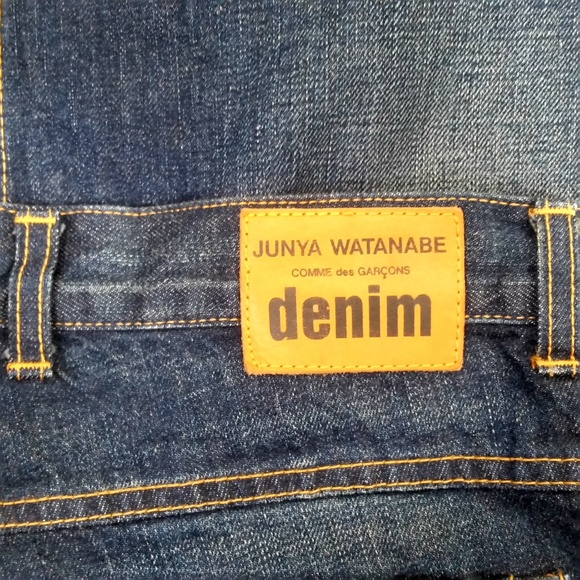 JUNYA WATANABE
COMME des GARÇONS
denim